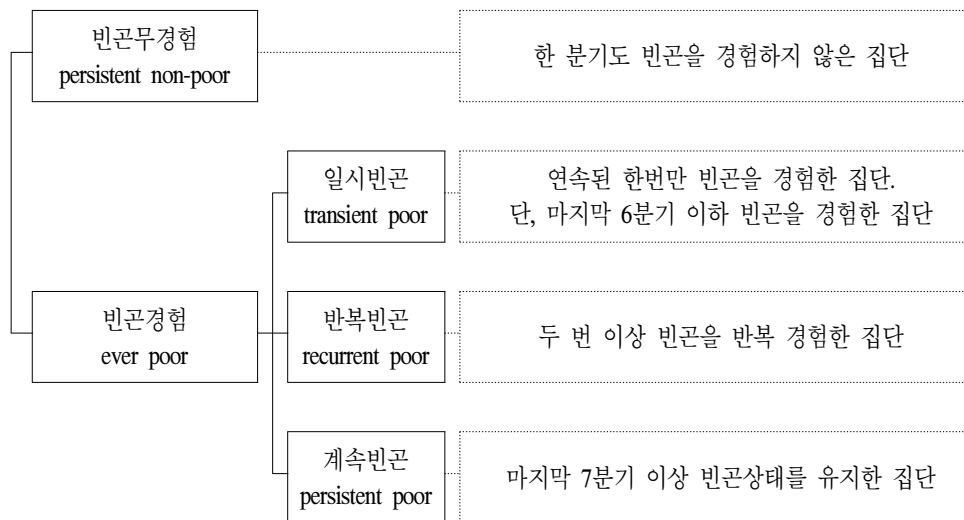 빈곤무경험
persistent non-poor
한 분기도 빈곤을 경험하지 않은 집단
일시빈곤
transient poor
연속된 한번만 빈곤을 경험한 집단.
단, 마지막 6분기 이하 빈곤을 경험한 집단
빈곤경험
ever poor
반복빈곤
recurrent poor
두 번 이상 빈곤을 반복 경험한 집단
계속빈곤
persistent poor
마지막 7분기 이상 빈곤상태를 유지한 집단